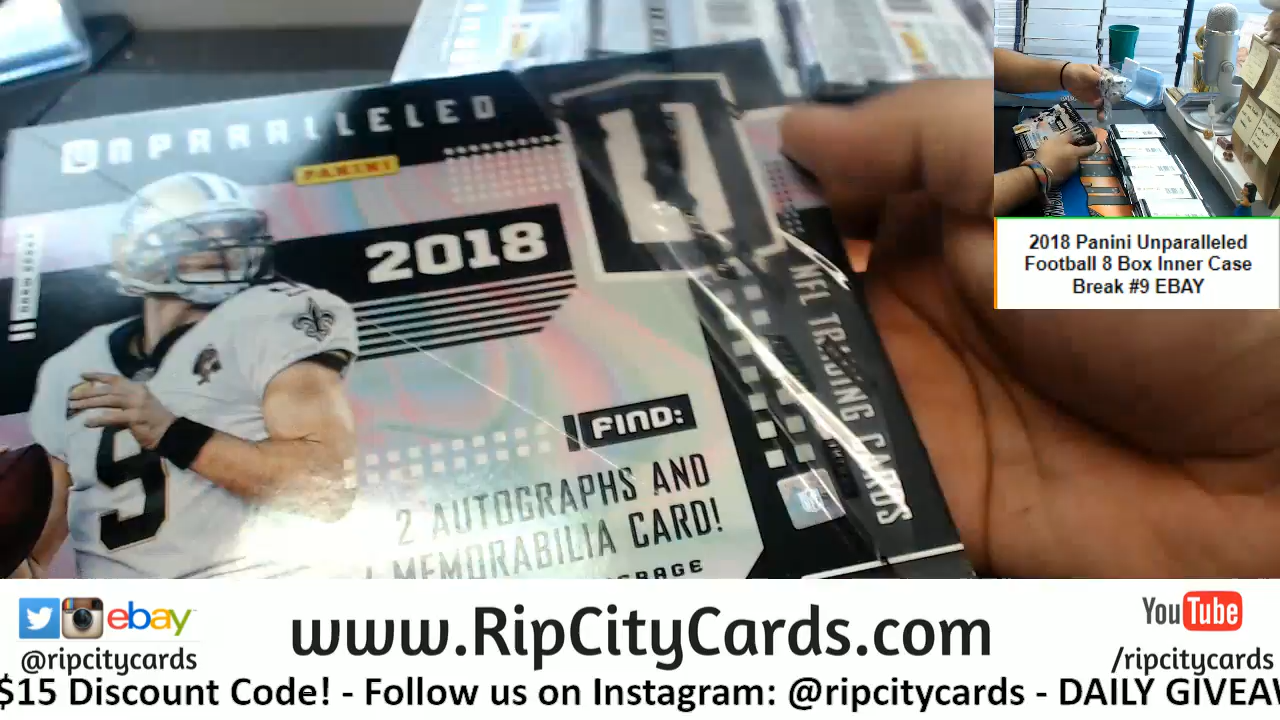 UNPARALLELED
PANINI
2018
U
NFL TRADING CARDS
FIND:
2 AUTOGRAPHS AND
MEMORABILIA CARD!
9
2018 Panini Unparalleled
Football 8 Box Inner Case
Break #9 EBAY
ebay
@ripcitycards
www.RipCityCards.com
YouTube
/ripcitycards
$15 Discount Code! - Follow us on Instagram: @ripcitycards - DAILY